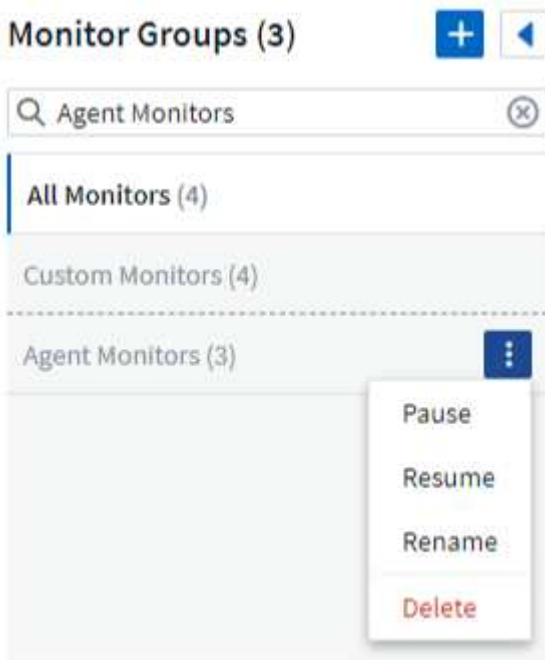 Monitor Groups (3)
Agent Monitors
All Monitors (4)
Custom Monitors (4)
Agent Monitors (3)
Pause
Resume
Rename
Delete